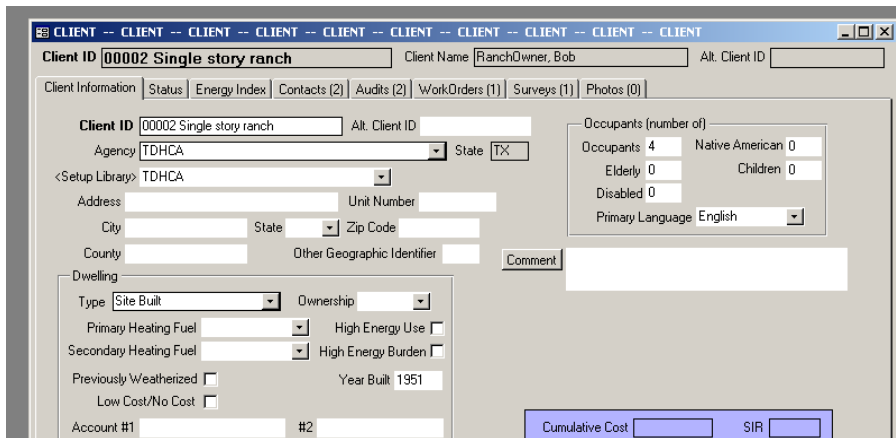 CLIENT -- CLIENT -- CLIENT -- CLIENT -- CLIENT -- CLIENT -- CLIENT -- CLIENT -- CLIENT
Client ID 00002 Single story ranch Client Name RanchOwner, Bob Alt. Client ID
Client Information Status Energy Index Contacts (2) Audits (2) WorkOrders (1) Surveys (1) Photos (0)
Client ID 00002 Single story ranch Alt. Client ID
Agency TDHCA State TX
<Setup Library> TDHCA
Address Unit Number
City State Zip Code
County Other Geographic Identifier
Occupants (number of)
Occupants 4 Native American 0
Elderly 0 Children 0
Disabled 0
Primary Language English
Comment
Dwelling
Type Site Built Ownership
Primary Heating Fuel High Energy Use
Secondary Heating Fuel High Energy Burden
Previously Weatherized Year Built 1951
Low Cost/No Cost
Account #1 #2
Cumulative Cost SIR